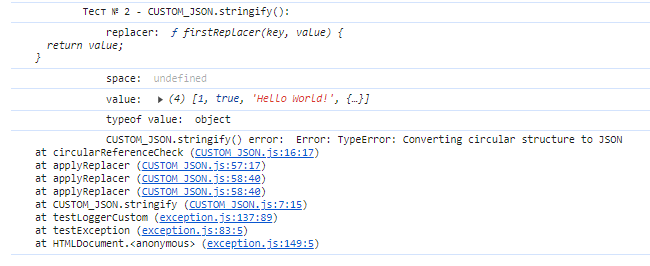 Тест № 2 - CUSTOM_JSON.stringify():
replacer: ƒ firstReplacer(key, value) {
return value;
}
space: undefined
value: ▸ (4) [1, true, 'Hello World!', {…}]
typeof value: object
CUSTOM_JSON.stringify() error: Error: TypeError: Converting circular structure to JSON
at circularReferenceCheck (CUSTOM_JSON.js:16:17)
at applyReplacer (CUSTOM_JSON.js:57:17)
at applyReplacer (CUSTOM_JSON.js:58:40)
at applyReplacer (CUSTOM_JSON.js:58:40)
at CUSTOM_JSON.stringify (CUSTOM_JSON.js:7:15)
at testLoggerCustom (exception.js:137:89)
at testException (exception.js:83:5)
at HTMLDocument.<anonymous> (exception.js:149:5)